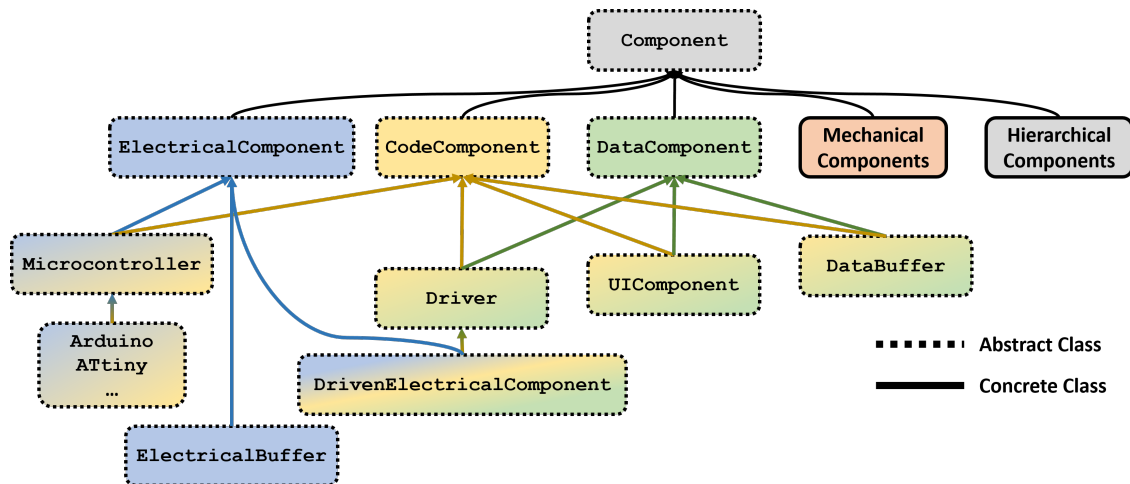 Component
ElectricalComponent
CodeComponent
DataComponent
Mechanical
Components
Hierarchical
Components
Microcontroller
Driver
UIComponent
DataBuffer
Arduino
ATtiny
…
DrivenElectricalComponent
ElectricalBuffer
Abstract Class
Concrete Class